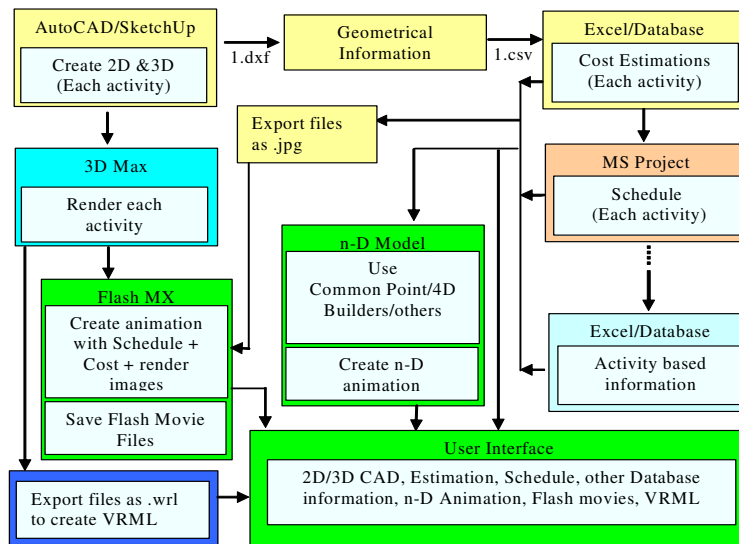 AutoCAD/SketchUp
Create 2D &3D
(Each activity)
1.dxf
Geometrical
Information
1.csv
Excel/Database
Cost Estimations
(Each activity)
Export files
as .jpg
3D Max
Render each
activity
MS Project
Schedule
(Each activity)
n-D Model
Use
Common Point/4D
Builders/others
Create n-D
animation
Flash MX
Create animation
with Schedule +
Cost + render
images
Save Flash Movie
Files
Excel/Database
Activity based
information
User Interface
2D/3D CAD, Estimation, Schedule, other Database
information, n-D Animation, Flash movies, VRML
Export files as .wrl
to create VRML